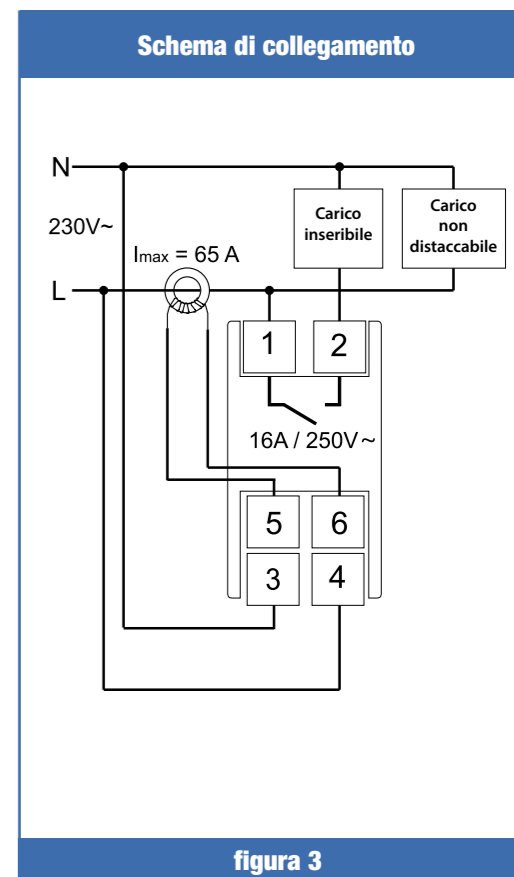 Schema di collegamento
N
230V~
Imax = 65 A
L
Carico
inseribile
Carico
non
distaccabile
1 2
16A / 250V~
5 6
3 4
figura 3